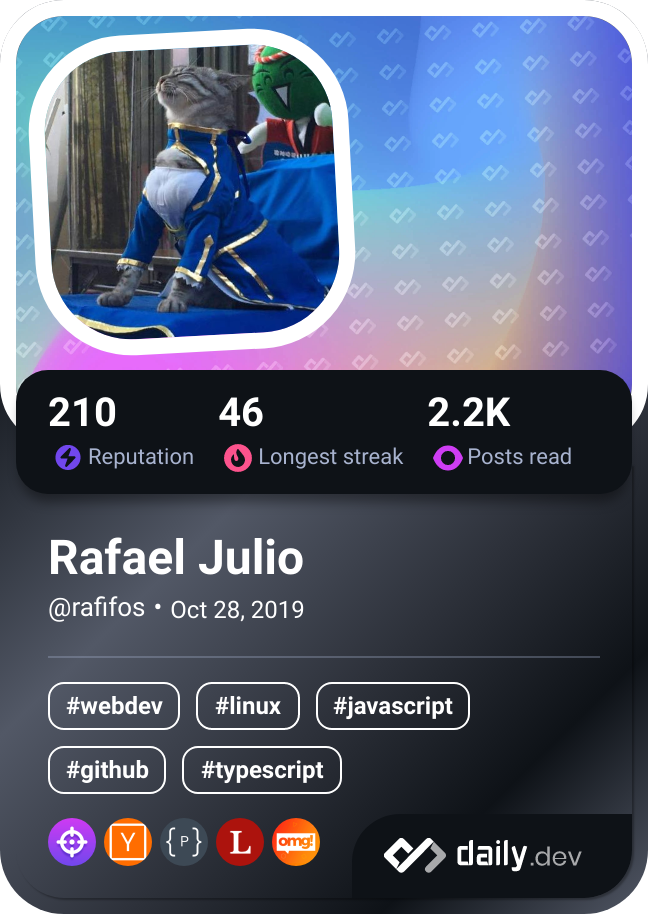 210 46 2.2K
Reputation Longest streak Posts read
Rafael Julio
@rafifos • Oct 28, 2019
#webdev #linux #javascript
#github #typescript
Y {P} L omg!
daily.dev